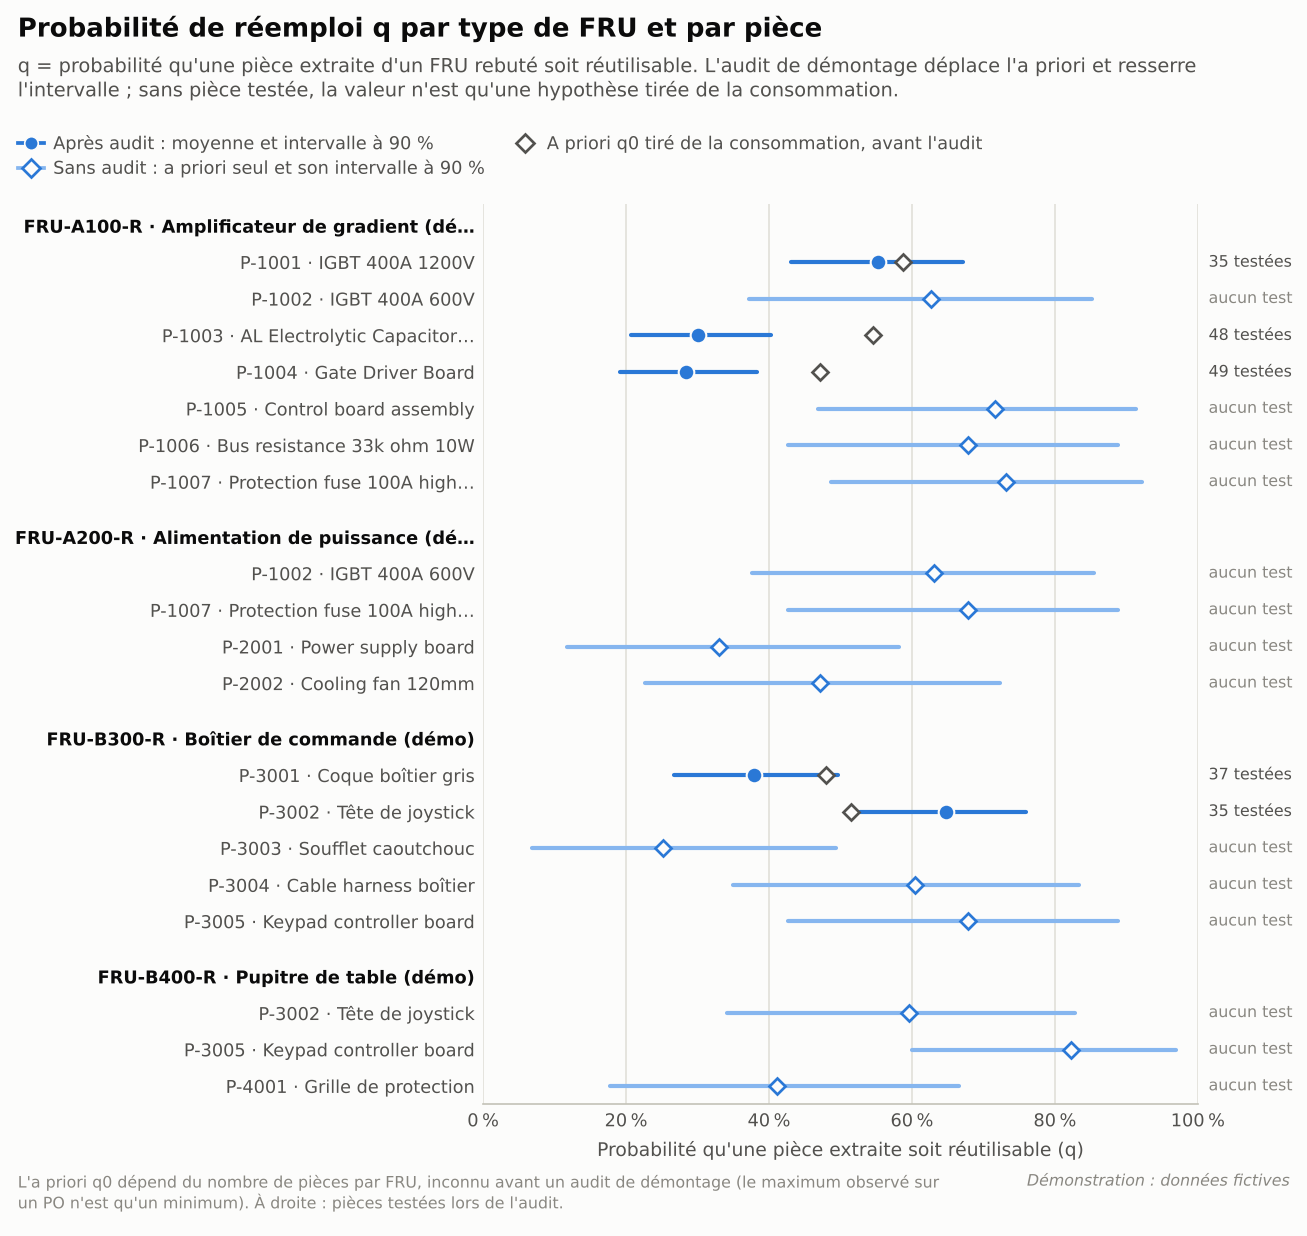 Probabilité de réemploi q par type de FRU et par pièce
q = probabilité qu'une pièce extraite d'un FRU rebuté soit réutilisable. L'audit de démontage déplace l'a priori et resserre
l'intervalle ; sans pièce testée, la valeur n'est qu'une hypothèse tirée de la consommation.
Après audit : moyenne et intervalle à 90 %
A priori q0 tiré de la consommation, avant l'audit
Sans audit : a priori seul et son intervalle à 90 %
FRU-A100-R · Amplificateur de gradient (dé…
P-1001 · IGBT 400A 1200V
35 testées
P-1002 · IGBT 400A 600V
aucun test
P-1003 · AL Electrolytic Capacitor…
48 testées
P-1004 · Gate Driver Board
49 testées
P-1005 · Control board assembly
aucun test
P-1006 · Bus resistance 33k ohm 10W
aucun test
P-1007 · Protection fuse 100A high…
aucun test
FRU-A200-R · Alimentation de puissance (dé…
P-1002 · IGBT 400A 600V
aucun test
P-1007 · Protection fuse 100A high…
aucun test
P-2001 · Power supply board
aucun test
P-2002 · Cooling fan 120mm
aucun test
FRU-B300-R · Boîtier de commande (démo)
P-3001 · Coque boîtier gris
37 testées
P-3002 · Tête de joystick
35 testées
P-3003 · Soufflet caoutchouc
aucun test
P-3004 · Cable harness boîtier
aucun test
P-3005 · Keypad controller board
aucun test
FRU-B400-R · Pupitre de table (démo)
P-3002 · Tête de joystick
aucun test
P-3005 · Keypad controller board
aucun test
P-4001 · Grille de protection
aucun test
0 % 20 % 40 % 60 % 80 % 100 %
Probabilité qu'une pièce extraite soit réutilisable (q)
L'a priori q0 dépend du nombre de pièces par FRU, inconnu avant un audit de démontage (le maximum observé sur
un PO n'est qu'un minimum). À droite : pièces testées lors de l'audit.
Démonstration : données fictives